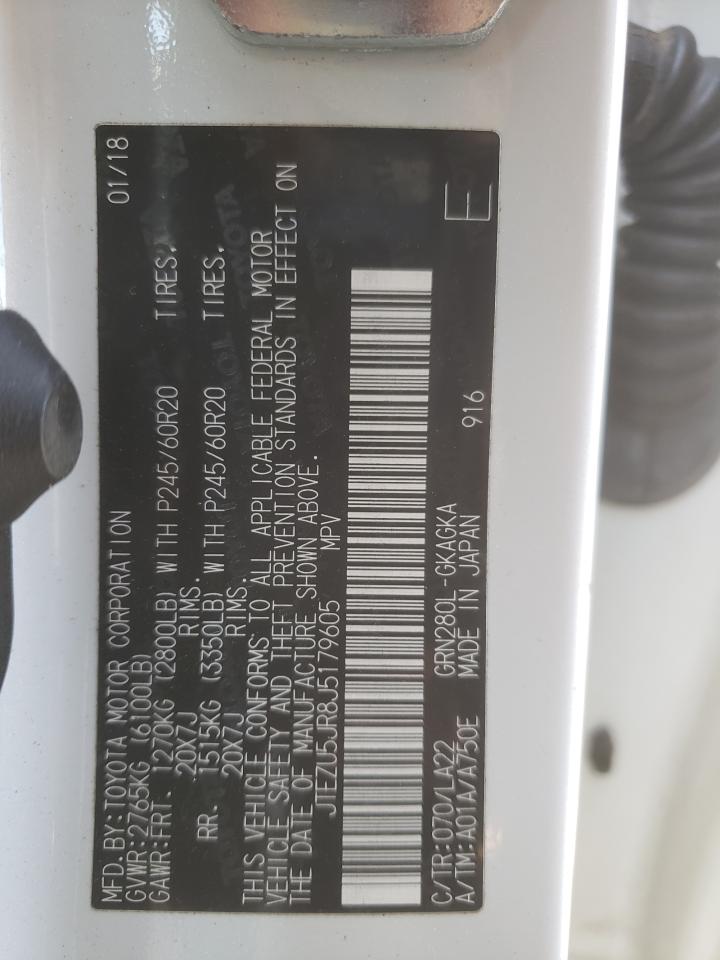 MFD.BY:TOYOTA MOTOR CORPORATION 01/18
GVWR:2765KG (6100LB)
GAWR:FRT. 1270KG (2800LB) WITH P245/60R20 TIRES,
20X7J RIMS.
RR. 1515KG (3350LB) WITH P245/60R20 TIRES,
20X7J RIMS.
THIS VEHICLE CONFORMS TO ALL APPLICABLE FEDERAL MOTOR
VEHICLE SAFETY AND THEFT PREVENTION STANDARDS IN EFFECT ON
THE DATE OF MANUFACTURE SHOWN ABOVE.
JTEZU5JR8J5179605 MPV
C/TR:070/LA22 GRN280L-GKAGKA
A/TM:A01A/A750E MADE IN JAPAN 916
E